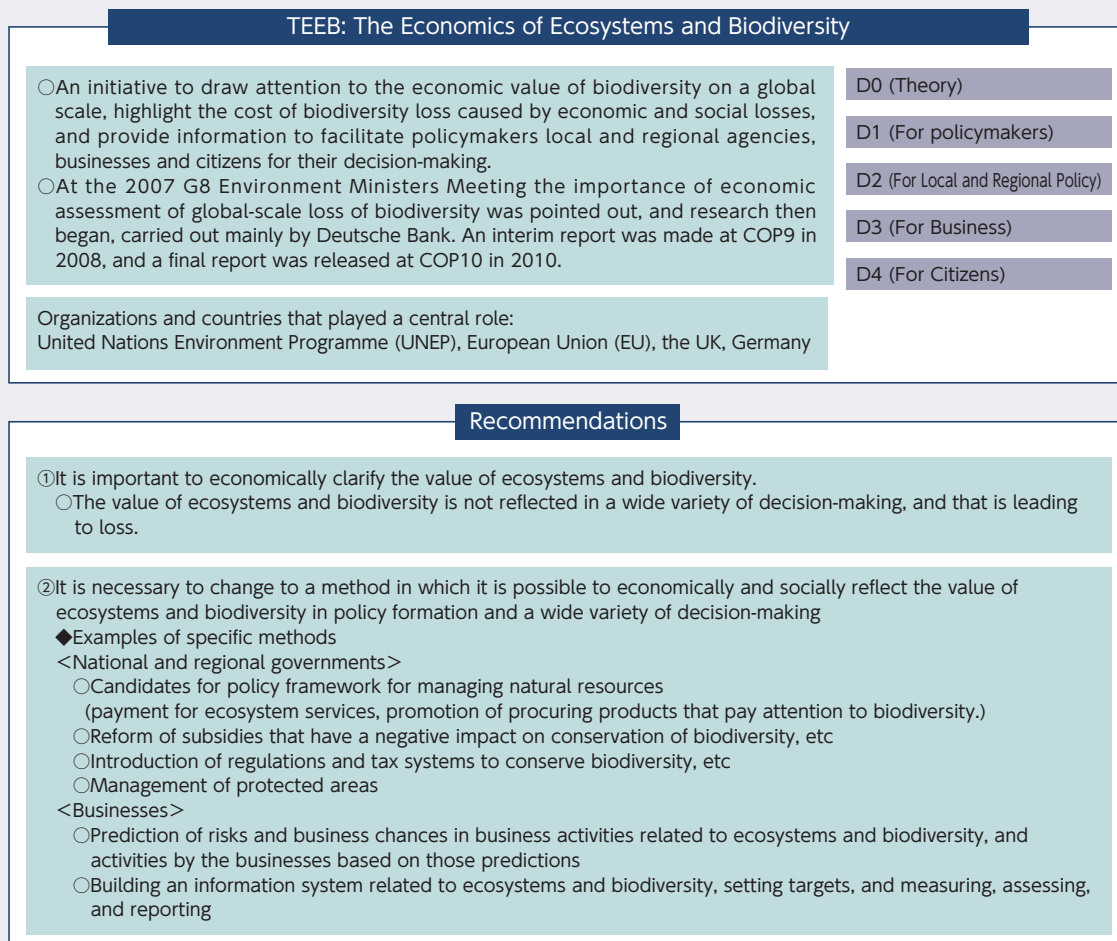 TEEB: The Economics of Ecosystems and Biodiversity
○An initiative to draw attention to the economic value of biodiversity on a global
scale, highlight the cost of biodiversity loss caused by economic and social losses,
and provide information to facilitate policymakers local and regional agencies,
businesses and citizens for their decision-making.
○At the 2007 G8 Environment Ministers Meeting the importance of economic
assessment of global-scale loss of biodiversity was pointed out, and research then
began, carried out mainly by Deutsche Bank. An interim report was made at COP9 in
2008, and a final report was released at COP10 in 2010.
D0 (Theory)
D1 (For policymakers)
D2 (For Local and Regional Policy)
D3 (For Business)
D4 (For Citizens)
Organizations and countries that played a central role:
United Nations Environment Programme (UNEP), European Union (EU), the UK, Germany
Recommendations
①It is important to economically clarify the value of ecosystems and biodiversity.
○The value of ecosystems and biodiversity is not reflected in a wide variety of decision-making, and that is leading
to loss.
②It is necessary to change to a method in which it is possible to economically and socially reflect the value of
ecosystems and biodiversity in policy formation and a wide variety of decision-making
◆Examples of specific methods
<National and regional governments>
○Candidates for policy framework for managing natural resources
(payment for ecosystem services, promotion of procuring products that pay attention to biodiversity.)
○Reform of subsidies that have a negative impact on conservation of biodiversity, etc
○Introduction of regulations and tax systems to conserve biodiversity, etc
○Management of protected areas
<Businesses>
○Prediction of risks and business chances in business activities related to ecosystems and biodiversity, and
activities by the businesses based on those predictions
○Building an information system related to ecosystems and biodiversity, setting targets, and measuring, assessing,
and reporting